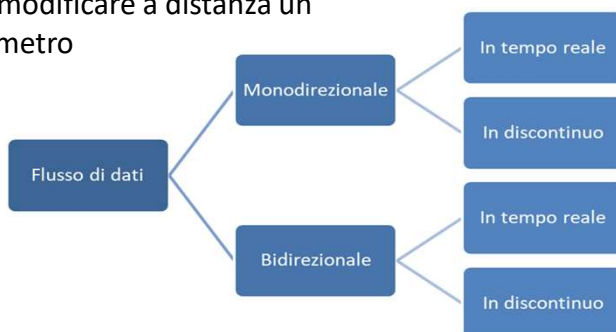 modificare a distanza un
metro
Flusso di dati
Monodirezionale
In tempo reale
In discontinuo
Bidirezionale
In tempo reale
In discontinuo